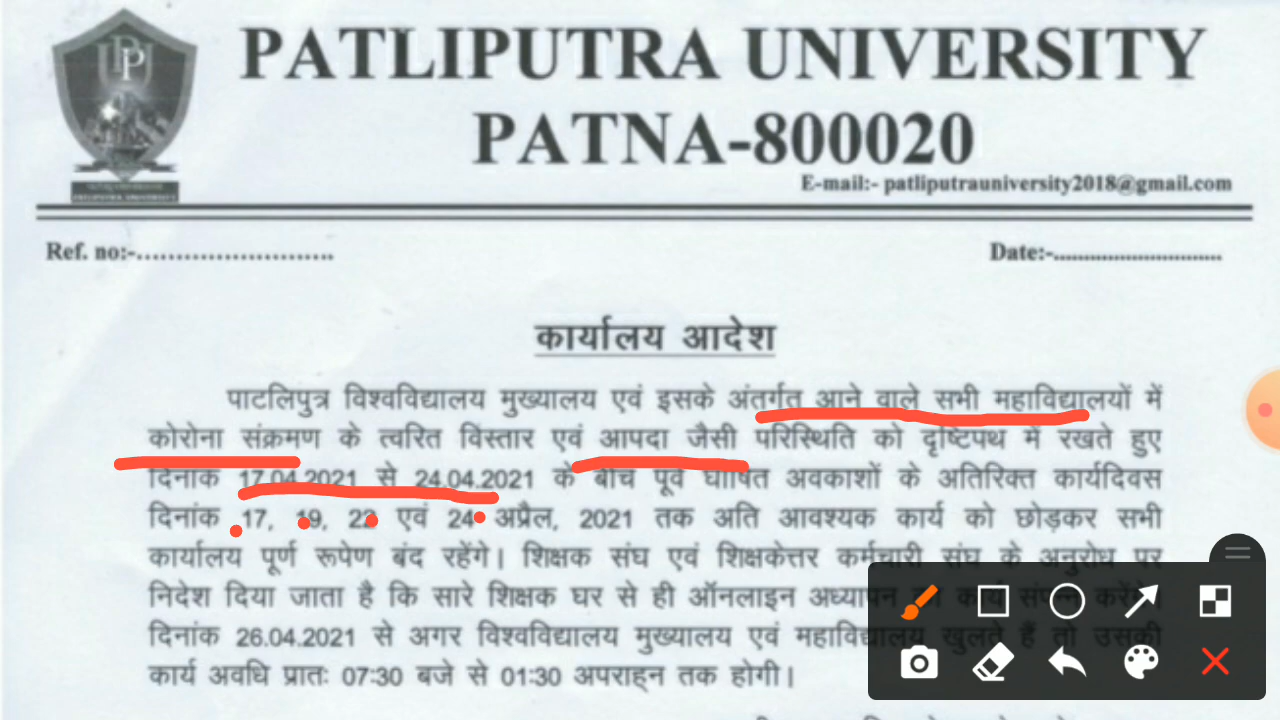 PATLIPUTRA UNIVERSITY
PATNA-800020
E-mail:- patliputrauniversity2018@gmail.com
Ref. no:-..........................
Date:-............................
कार्यालय आदेश
पाटलिपुत्र विश्वविद्यालय मुख्यालय एवं इसके अंतर्गत आने वाले सभी महाविद्यालयों में
कोरोना संक्रमण के त्वरित विस्तार एवं आपदा जैसी परिस्थिति को दृष्टिपथ में रखते हुए
दिनांक 17.04.2021 से 24.04.2021 के बीच पूर्व घोषित अवकाशों के अतिरिक्त कार्यदिवस
दिनांक 17, 19, एवं 24 अप्रैल, 2021 तक अति आवश्यक कार्य को छोड़कर सभी
कार्यालय पूर्ण रूपेण बंद रहेंगे। शिक्षक संघ एवं शिक्षकेत्तर कर्मचारी संघ के अनुरोध पर
निदेश दिया जाता है कि सारे शिक्षक घर से ही ऑनलाइन अध्यापन का कार्य संपन्न करेंगे।
दिनांक 26.04.2021 से अगर विश्वविद्यालय मुख्यालय एवं महाविद्यालय खुलते हैं तो उसकी
कार्य अवधि प्रातः 07:30 बजे से 01:30 अपराह्न तक होगी।